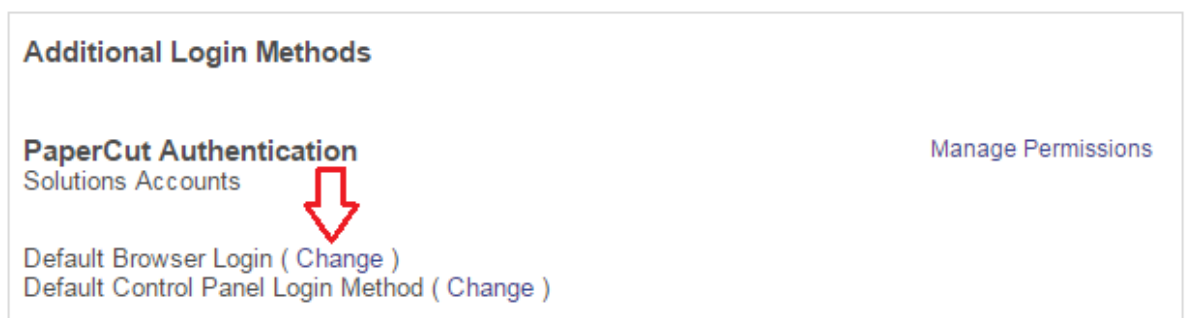 Additional Login Methods
PaperCut Authentication
Manage Permissions
Solutions Accounts
Default Browser Login ( Change )
Default Control Panel Login Method ( Change )